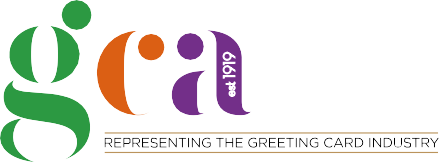 gca
est 1919
REPRESENTING THE GREETING CARD INDUSTRY